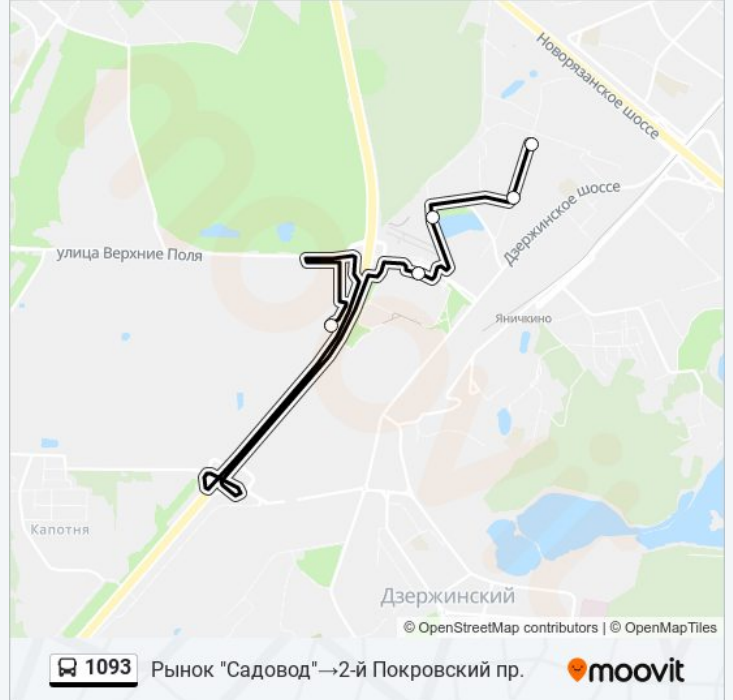 Новорязанское шоссе
Дзержинское шоссе
улица Верхние Поля
Яничкино
Капотня
Дзержинский
© OpenStreetMap contributors | © OpenMapTiles
1093 Рынок "Садовод"→2-й Покровский пр. moovit